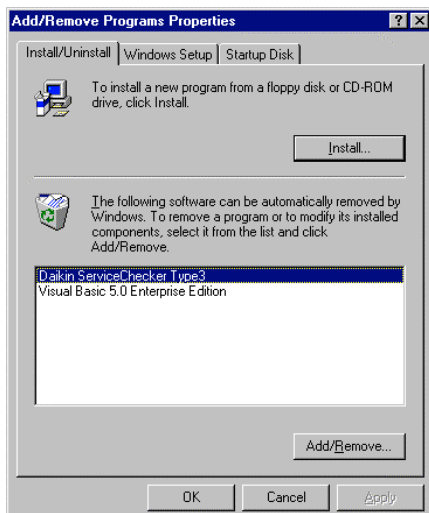 Add/Remove Programs Properties
Install/Uninstall Windows Setup Startup Disk
To install a new program from a floppy disk or CD-ROM
drive, click Install.
Install...
The following software can be automatically removed by
Windows. To remove a program or to modify its installed
components, select it from the list and click
Add/Remove.
Daikin ServiceChecker Type3
Visual Basic 5.0 Enterprise Edition
Add/Remove...
OK Cancel Apply